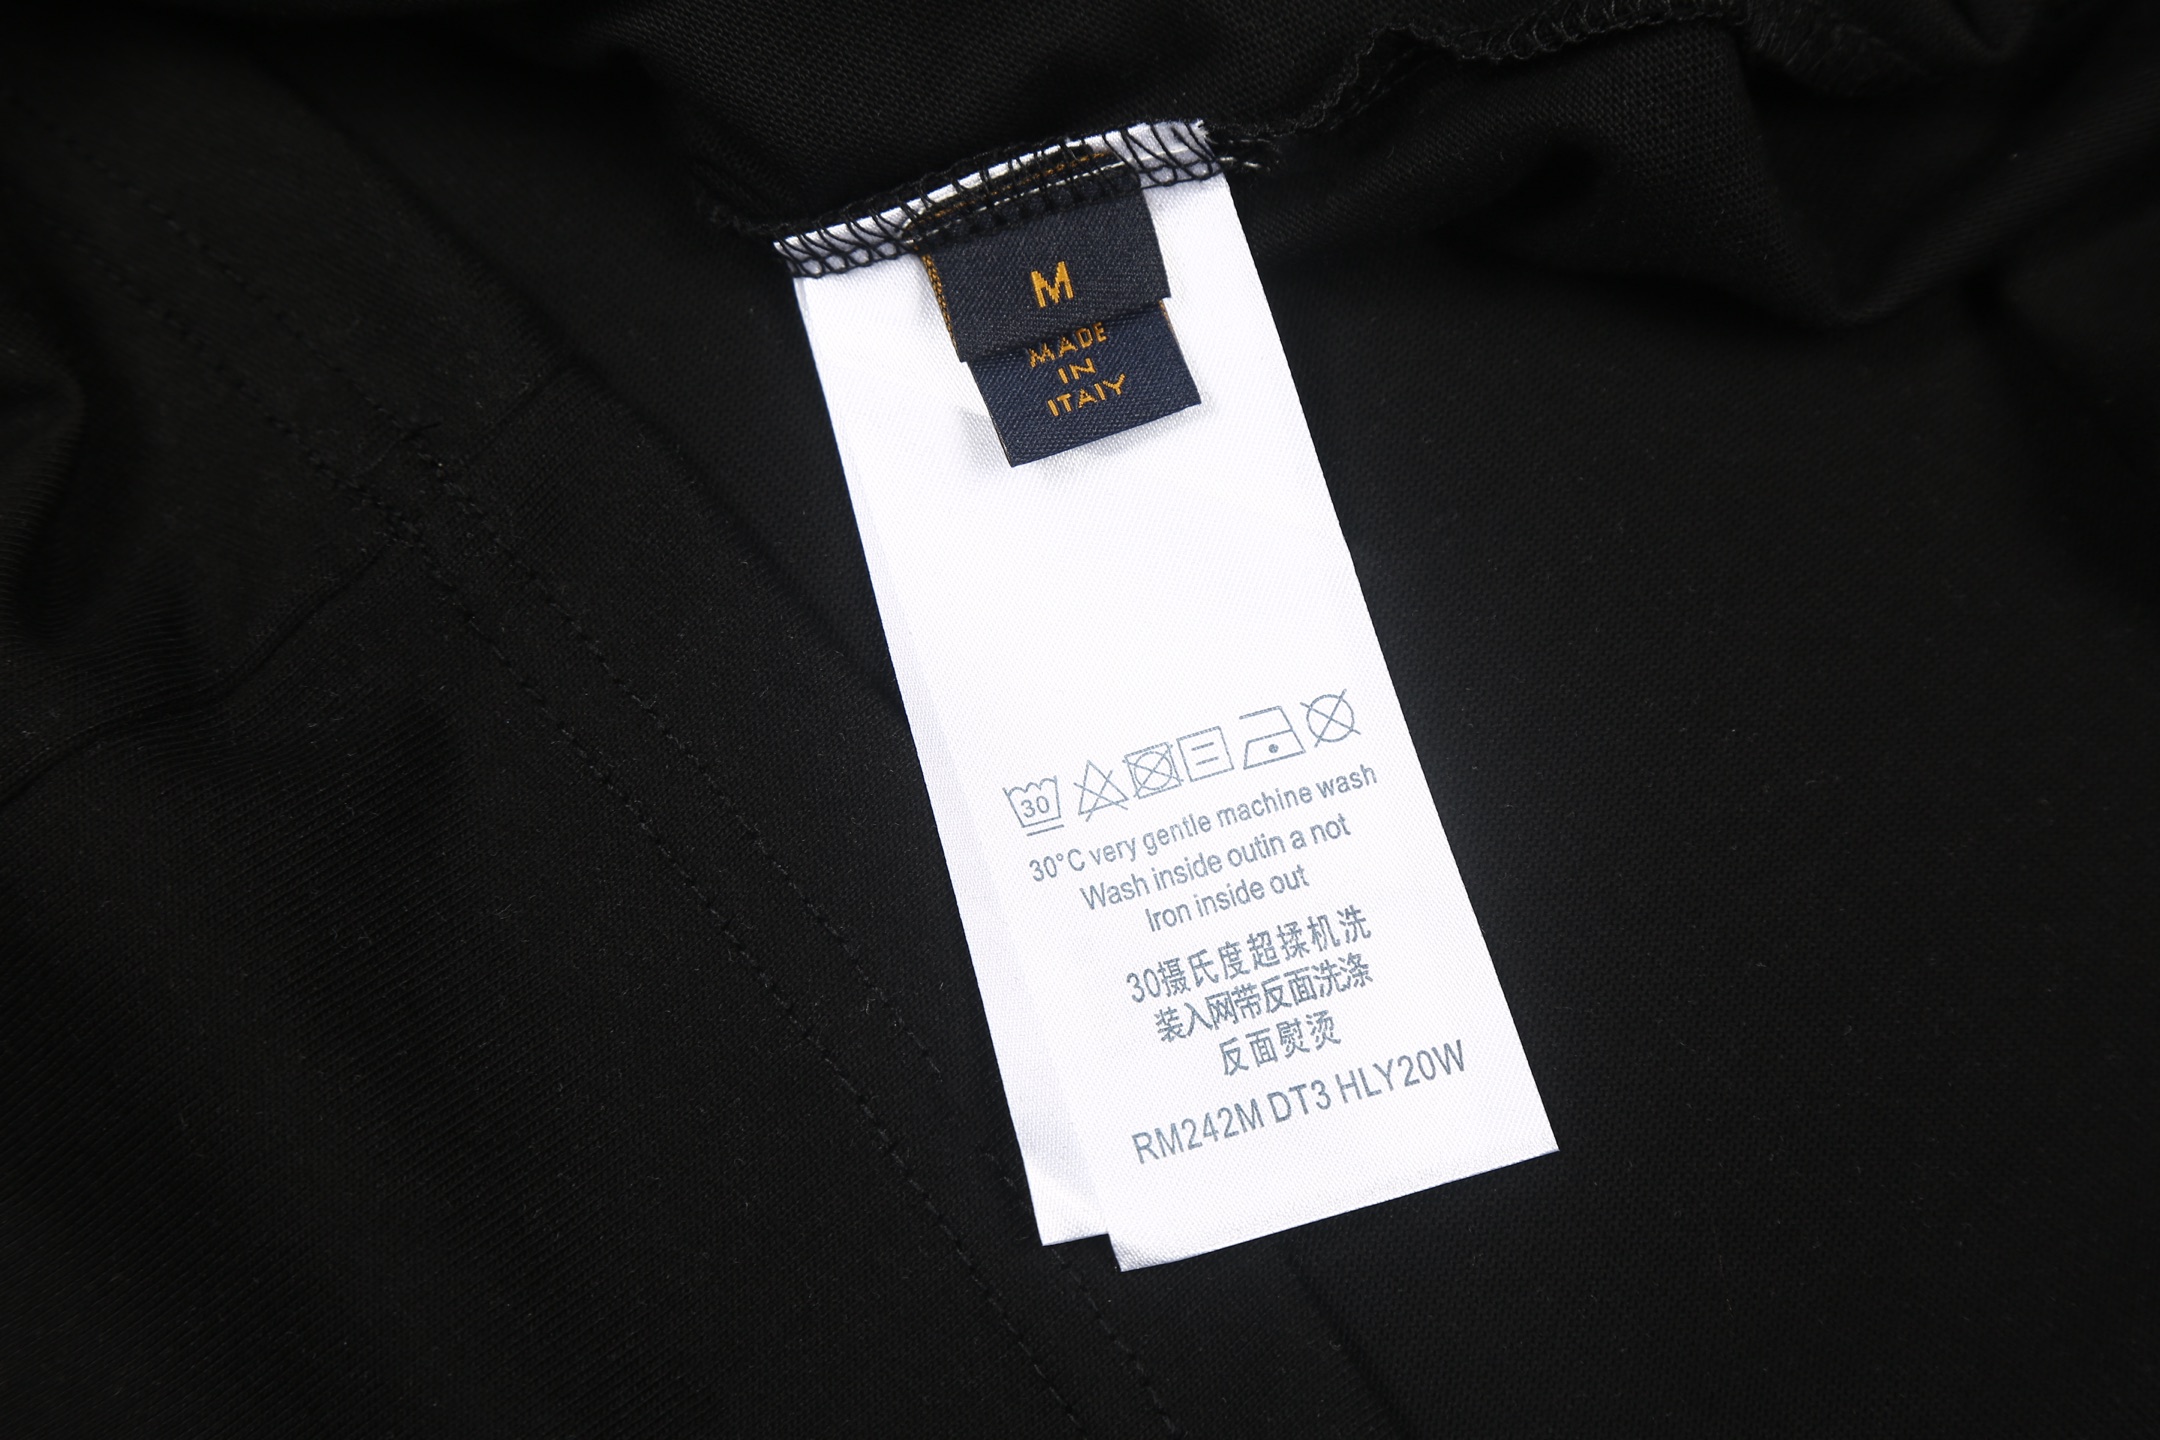 M
MADE
IN
ITAIY
30
30°C very gentle machine wash
Wash inside outin a not
Iron inside out
30摄氏度超揉机洗
装入网带反面洗涤
反面熨烫
RM242M DT3 HLY20W